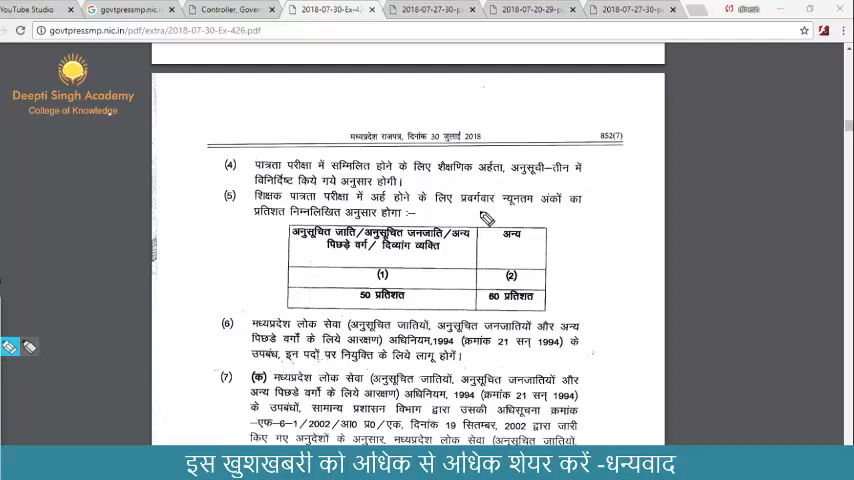 YouTube Studio
govtpressmp.nic.in
Controller, Gover
2018-07-30-Ex-42
2018-07-27-30-p
2018-07-20-29-p
2018-07-27-30-p
dinesh
govtpressmp.nic.in/pdf/extra/2018-07-30-Ex-426.pdf
Deepti Singh Academy
College of Knowledge
मध्यप्रदेश राजपत्र, दिनांक 30 जुलाई 2018
852(7)
(4) पात्रता परीक्षा में सम्मिलित होने के लिए शैक्षणिक अर्हता, अनुसूची–तीन में
विनिर्दिष्ट किये गये अनुसार होगी।
(5) शिक्षक पात्रता परीक्षा में अर्ह होने के लिए प्रवर्गवार न्यूनतम अंकों का
प्रतिशत निम्नलिखित अनुसार होगा :–
अनुसूचित जाति/अनुसूचित जनजाति/अन्य
पिछड़े वर्ग/ दिव्यांग व्यक्ति
अन्य
(1)
(2)
50 प्रतिशत
60 प्रतिशत
(6) मध्यप्रदेश लोक सेवा (अनुसूचित जातियों, अनुसूचित जनजातियों और अन्य
पिछडे वर्गो के लिये आरक्षण) अधिनियम,1994 (क्रमांक 21 सन् 1994) के
उपबंध, इन पदों पर नियुक्ति के लिये लागू होगें।
(7) (क) मध्यप्रदेश लोक सेवा (अनुसूचित जातियों, अनुसूचित जनजातियों और
अन्य पिछडे वर्गो के लिये आरक्षण) अधिनियम, 1994 (क्रमांक 21 सन् 1994)
के उपबंधों, सामान्य प्रशासन विभाग द्वारा उसकी अधिसूचना क्रमांक
–एफ–6–1/2002/आ0 प्र0/एक, दिनांक 19 सितम्बर, 2002 द्वारा जारी
किए गए अनुदेशों के अनुसार, मध्यप्रदेश लोक सेवा (अनुसूचित जातियों,
इस खुशखबरी को अधिक से अधिक शेयर करें -धन्यवाद